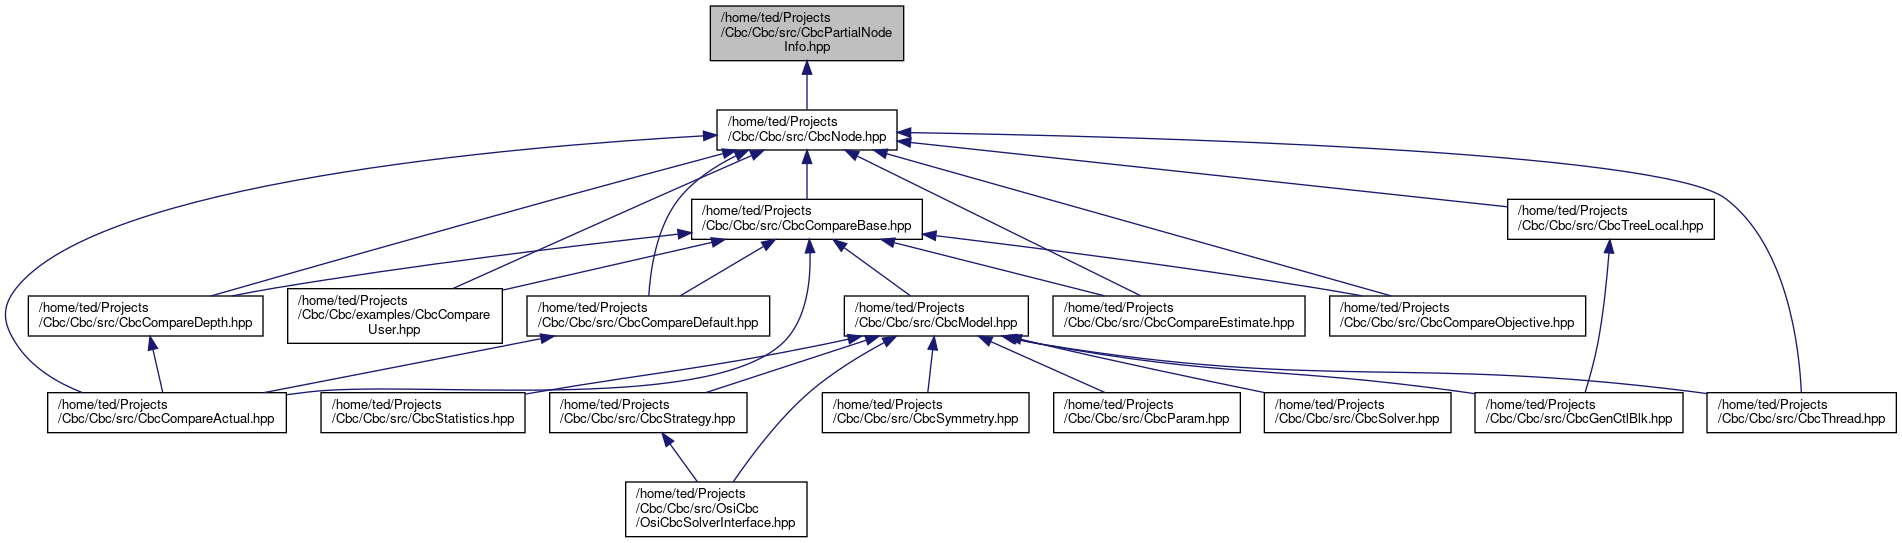 /home/ted/Projects
/Cbc/Cbc/src/CbcPartialNode
Info.hpp
/home/ted/Projects
/Cbc/Cbc/src/CbcNode.hpp
/home/ted/Projects
/Cbc/Cbc/src/CbcCompareBase.hpp
/home/ted/Projects
/Cbc/Cbc/src/CbcTreeLocal.hpp
/home/ted/Projects
/Cbc/Cbc/src/CbcCompareDepth.hpp
/home/ted/Projects
/Cbc/Cbc/examples/CbcCompare
User.hpp
/home/ted/Projects
/Cbc/Cbc/src/CbcCompareDefault.hpp
/home/ted/Projects
/Cbc/Cbc/src/CbcModel.hpp
/home/ted/Projects
/Cbc/Cbc/src/CbcCompareEstimate.hpp
/home/ted/Projects
/Cbc/Cbc/src/CbcCompareObjective.hpp
/home/ted/Projects
/Cbc/Cbc/src/CbcCompareActual.hpp
/home/ted/Projects
/Cbc/Cbc/src/CbcStatistics.hpp
/home/ted/Projects
/Cbc/Cbc/src/CbcStrategy.hpp
/home/ted/Projects
/Cbc/Cbc/src/CbcSymmetry.hpp
/home/ted/Projects
/Cbc/Cbc/src/CbcParam.hpp
/home/ted/Projects
/Cbc/Cbc/src/CbcSolver.hpp
/home/ted/Projects
/Cbc/Cbc/src/CbcGenCtlBlk.hpp
/home/ted/Projects
/Cbc/Cbc/src/CbcThread.hpp
/home/ted/Projects
/Cbc/Cbc/src/OsiCbc
/OsiCbcSolverInterface.hpp